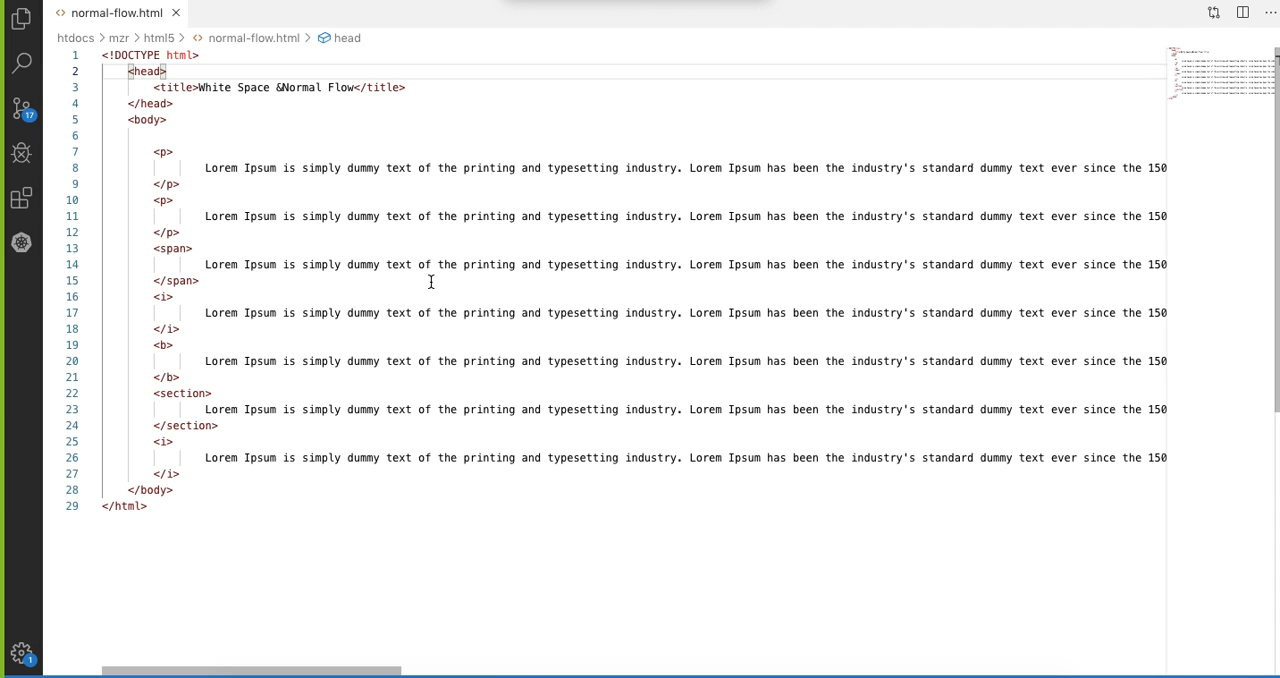 normal-flow.html
htdocs > mzr > html5 > normal-flow.html > head
1 <!DOCTYPE html>
2 <head>
3 <title>White Space &Normal Flow</title>
4 </head>
5 <body>
6
7 <p>
8 Lorem Ipsum is simply dummy text of the printing and typesetting industry. Lorem Ipsum has been the industry's standard dummy text ever since the 150
9 </p>
10 <p>
11 Lorem Ipsum is simply dummy text of the printing and typesetting industry. Lorem Ipsum has been the industry's standard dummy text ever since the 150
12 </p>
13 <span>
14 Lorem Ipsum is simply dummy text of the printing and typesetting industry. Lorem Ipsum has been the industry's standard dummy text ever since the 150
15 </span>
16 <i>
17 Lorem Ipsum is simply dummy text of the printing and typesetting industry. Lorem Ipsum has been the industry's standard dummy text ever since the 150
18 </i>
19 <b>
20 Lorem Ipsum is simply dummy text of the printing and typesetting industry. Lorem Ipsum has been the industry's standard dummy text ever since the 150
21 </b>
22 <section>
23 Lorem Ipsum is simply dummy text of the printing and typesetting industry. Lorem Ipsum has been the industry's standard dummy text ever since the 150
24 </section>
25 <i>
26 Lorem Ipsum is simply dummy text of the printing and typesetting industry. Lorem Ipsum has been the industry's standard dummy text ever since the 150
27 </i>
28 </body>
29 </html>
17
1